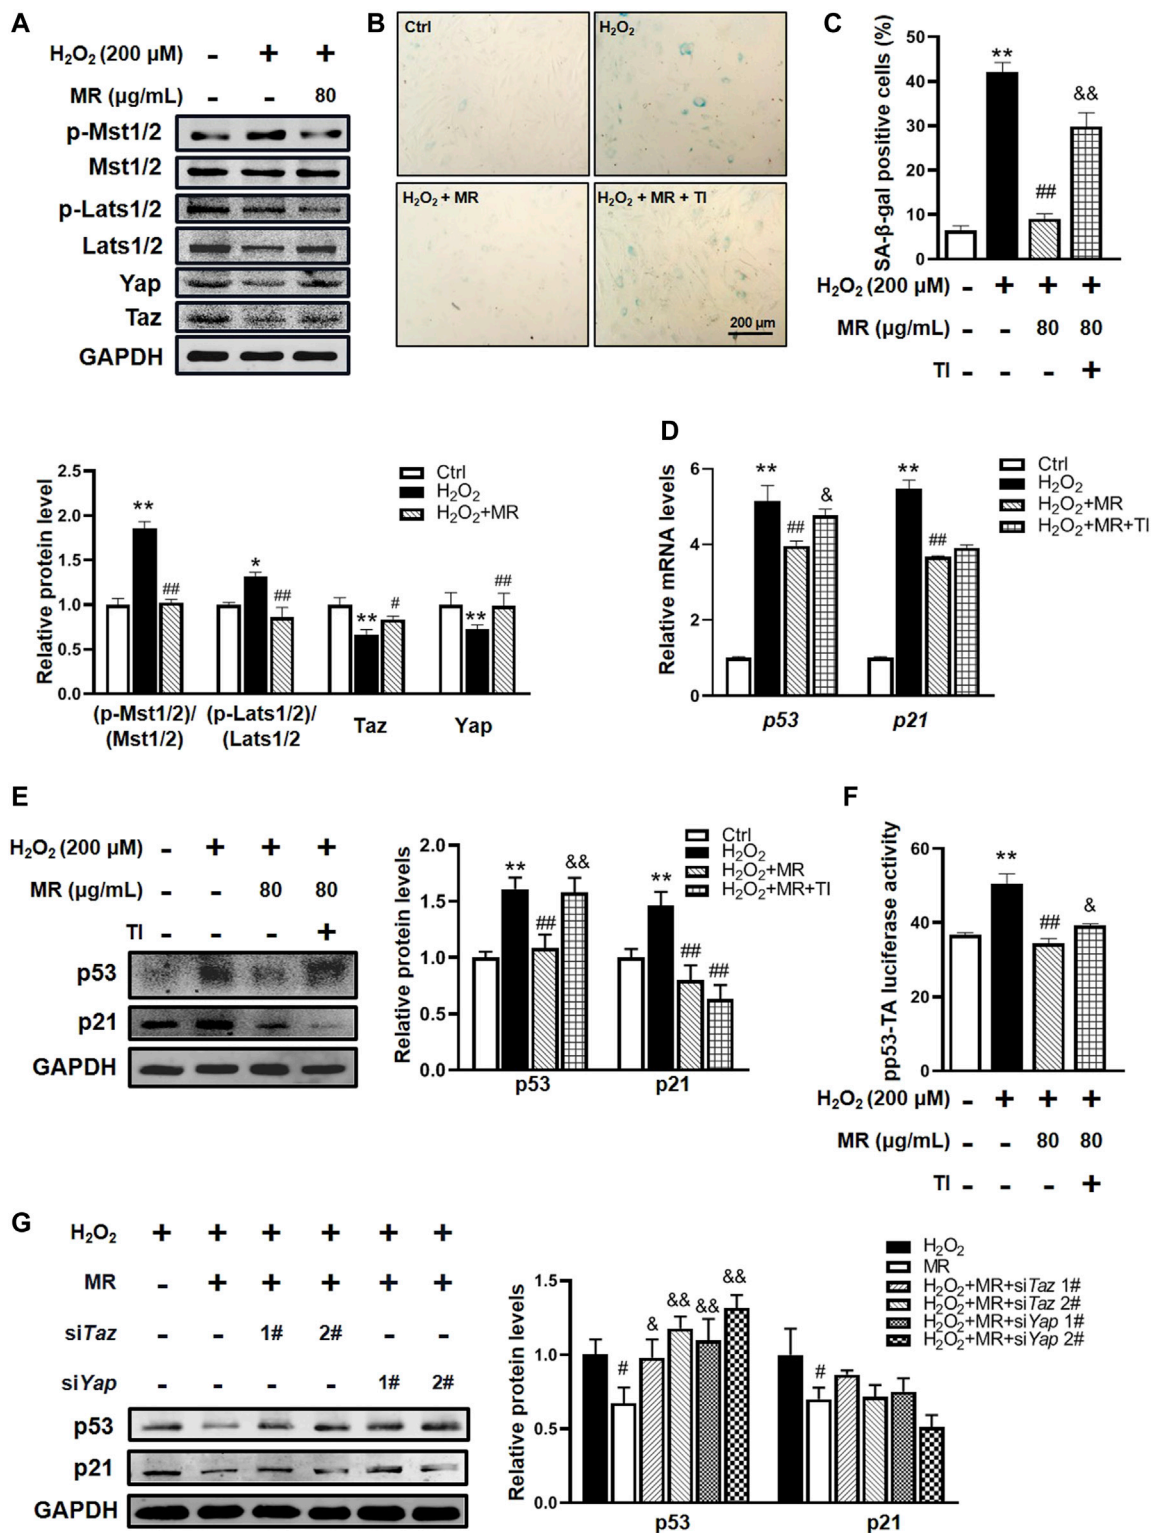 A
H₂O₂ (200 μM) - + +
MR (μg/mL) - - 80
p-Mst1/2
Mst1/2
p-Lats1/2
Lats1/2
Yap
Taz
GAPDH
B
Ctrl
H₂O₂
H₂O₂ + MR
H₂O₂ + MR + TI
200 μm
C
SA-β-gal positive cells (%)
50
40
30
20
10
0
**
##
&&
H₂O₂ (200 μM) - + + +
MR (μg/mL) - - 80 80
TI - - - +
Relative protein level
2.5
2.0
1.5
1.0
0.5
0.0
** ## * ## ** # ** ##
Ctrl
H₂O₂
H₂O₂+MR
(p-Mst1/2)/
(Mst1/2)
(p-Lats1/2)/
(Lats1/2
Taz
Yap
D
Relative mRNA levels
6
4
2
0
** ## & ** ##
Ctrl
H₂O₂
H₂O₂+MR
H₂O₂+MR+TI
p53
p21
E
H₂O₂ (200 μM) - + + +
MR (μg/mL) - - 80 80
TI - - - +
p53
p21
GAPDH
Relative protein levels
2.0
1.5
1.0
0.5
0.0
** ## && ** ## ##
Ctrl
H₂O₂
H₂O₂+MR
H₂O₂+MR+TI
p53
p21
F
pp53-TA luciferase activity
60
40
20
0
** ## &
H₂O₂ (200 μM) - + + +
MR (μg/mL) - - 80 80
TI - - - +
G
H₂O₂ + + + + + +
MR - + + + + +
siTaz - - 1# 2# - -
siYap - - - - 1# 2#
p53
p21
GAPDH
Relative protein levels
1.5
1.0
0.5
0.0
# & && && && #
H₂O₂
MR
H₂O₂+MR+siTaz 1#
H₂O₂+MR+siTaz 2#
H₂O₂+MR+siYap 1#
H₂O₂+MR+siYap 2#
p53
p21